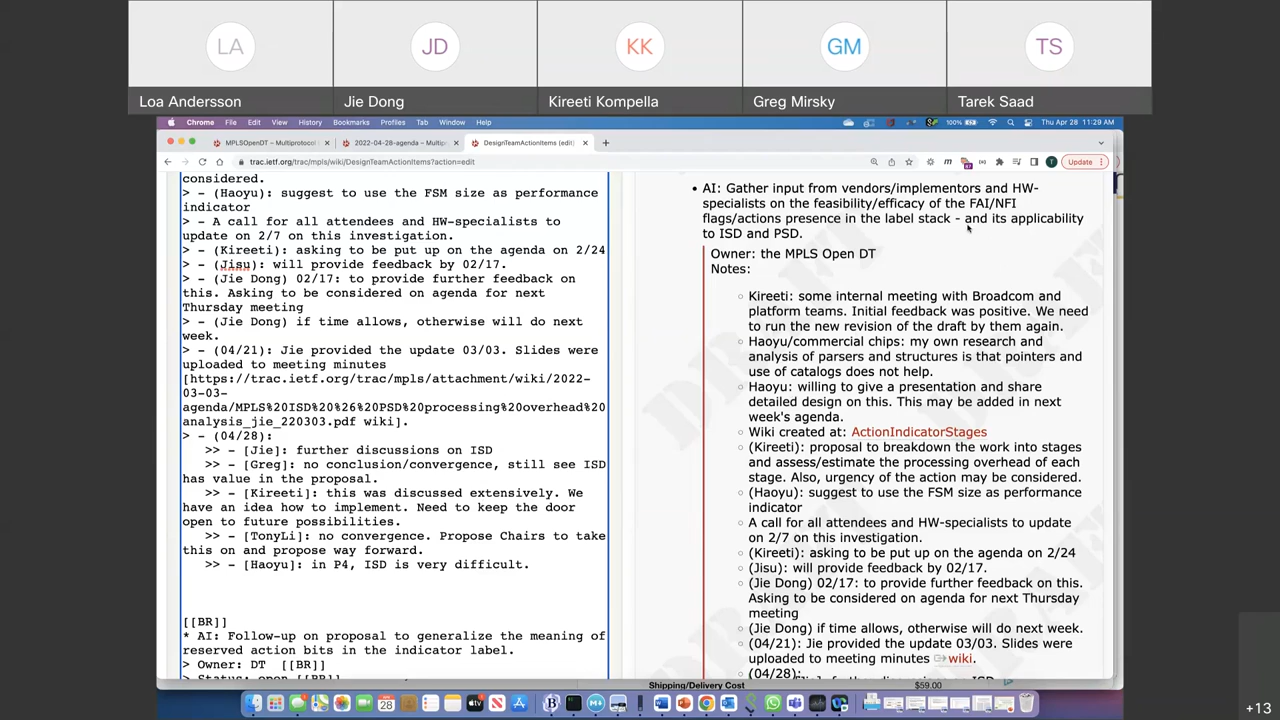 LA
JD
KK
GM
TS
Loa Andersson
Jie Dong
Kireeti Kompella
Greg Mirsky
Tarek Saad
Chrome File Edit View History Bookmarks Profiles Tab Window Help
100% Thu Apr 28 11:29 AM
MPLSOpenDT – Multiprotocol
2022-04-28-agenda – Multip
DesignTeamActionItems (edit)
trac.ietf.org/trac/mpls/wiki/DesignTeamActionItems?action=edit
Update
considered.
> - (Haoyu): suggest to use the FSM size as performance
indicator
> - A call for all attendees and HW-specialists to
update on 2/7 on this investigation.
> - (Kireeti): asking to be put up on the agenda on 2/24
> - (Jisu): will provide feedback by 02/17.
> - (Jie Dong) 02/17: to provide further feedback on
this. Asking to be considered on agenda for next
Thursday meeting
> - (Jie Dong) if time allows, otherwise will do next
week.
> - (04/21): Jie provided the update 03/03. Slides were
uploaded to meeting minutes
[https://trac.ietf.org/trac/mpls/attachment/wiki/2022-
03-03-
agenda/MPLS%20ISD%20%26%20PSD%20processing%20overhead%20
analysis_jie_220303.pdf wiki].
> - (04/28):
>> - [Jie]: further discussions on ISD
>> - [Greg]: no conclusion/convergence, still see ISD
has value in the proposal.
>> - [Kireeti]: this was discussed extensively. We
have an idea how to implement. Need to keep the door
open to future possibilities.
>> - [TonyLi]: no convergence. Propose Chairs to take
this on and propose way forward.
>> - [Haoyu]: in P4, ISD is very difficult.
[[BR]]
* AI: Follow-up on proposal to generalize the meaning of
reserved action bits in the indicator label.
> Owner: DT [[BR]]
> Status: open [[BR]]
• AI: Gather input from vendors/implementors and HW-
specialists on the feasibility/efficacy of the FAI/NFI
flags/actions presence in the label stack - and its applicability
to ISD and PSD.
Owner: the MPLS Open DT
Notes:
○ Kireeti: some internal meeting with Broadcom and
platform teams. Initial feedback was positive. We need
to run the new revision of the draft by them again.
○ Haoyu/commercial chips: my own research and
analysis of parsers and structures is that pointers and
use of catalogs does not help.
○ Haoyu: willing to give a presentation and share
detailed design on this. This may be added in next
week's agenda.
○ Wiki created at: ActionIndicatorStages
○ (Kireeti): proposal to breakdown the work into stages
and assess/estimate the processing overhead of each
stage. Also, urgency of the action may be considered.
○ (Haoyu): suggest to use the FSM size as performance
indicator
○ A call for all attendees and HW-specialists to update
on 2/7 on this investigation.
○ (Kireeti): asking to be put up on the agenda on 2/24
○ (Jisu): will provide feedback by 02/17.
○ (Jie Dong) 02/17: to provide further feedback on this.
Asking to be considered on agenda for next Thursday
meeting
○ (Jie Dong) if time allows, otherwise will do next week.
○ (04/21): Jie provided the update 03/03. Slides were
uploaded to meeting minutes wiki.
○ (04/28):
Shipping/Delivery Cost $59.00
+13